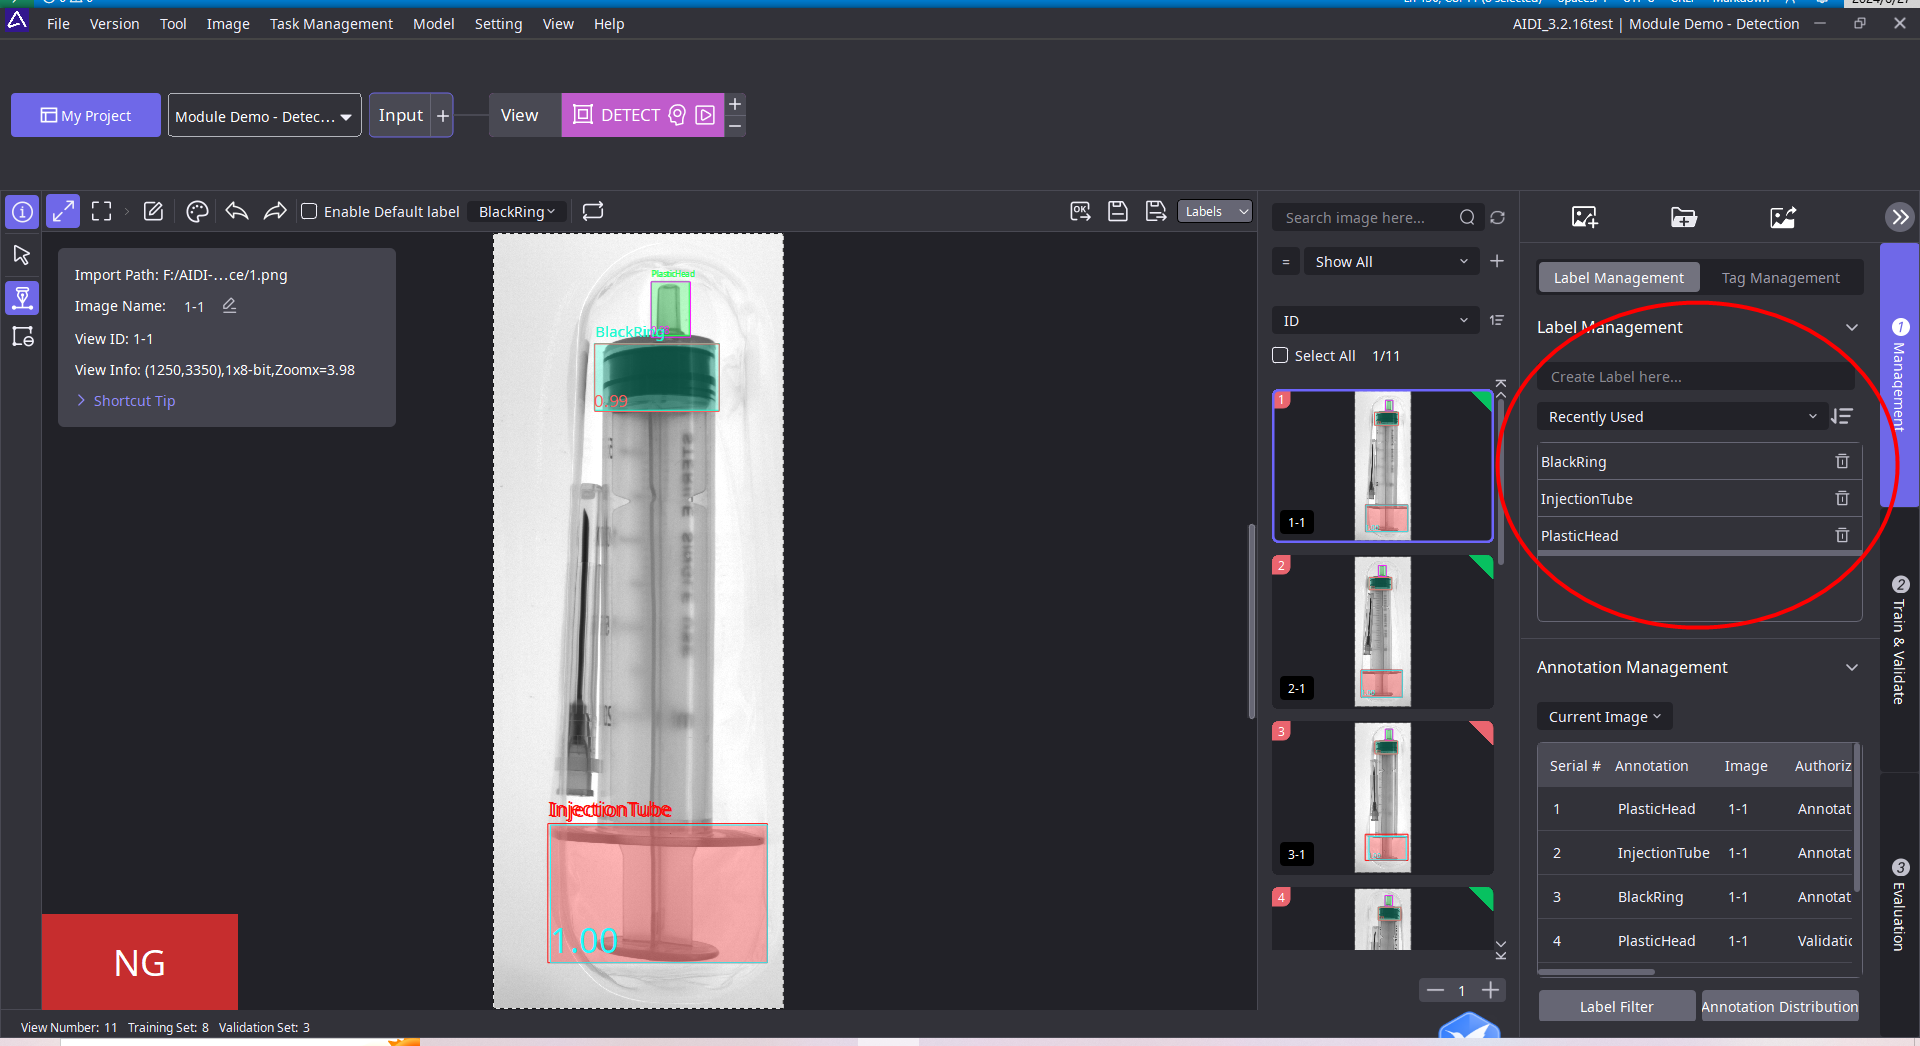 File Version Tool Image Task Management Model Setting View Help
AIDI_3.2.16test | Module Demo - Detection
My Project
Module Demo - Detec...
Input +
View
DETECT
Enable Default label
BlackRing
Labels
Import Path: F:/AIDI-...ce/1.png
Image Name: 1-1
View ID: 1-1
View Info: (1250,3350),1x8-bit,Zoomx=3.98
Shortcut Tip
PlasticHead
BlackRing
0.99
InjectionTube
1.00
NG
View Number: 11 Training Set: 8 Validation Set: 3
Search image here...
=
Show All
ID
Select All 1/11
1
1-1
2
2-1
3
3-1
4
1
Label Management
Tag Management
Label Management
Create Label here...
Recently Used
BlackRing
InjectionTube
PlasticHead
Annotation Management
Current Image
Serial # Annotation Image Authoriz
1 PlasticHead 1-1 Annotat
2 InjectionTube 1-1 Annotat
3 BlackRing 1-1 Annotat
4 PlasticHead 1-1 Validatic
Label Filter
Annotation Distribution
1 Management
2 Train & Validate
3 Evaluation